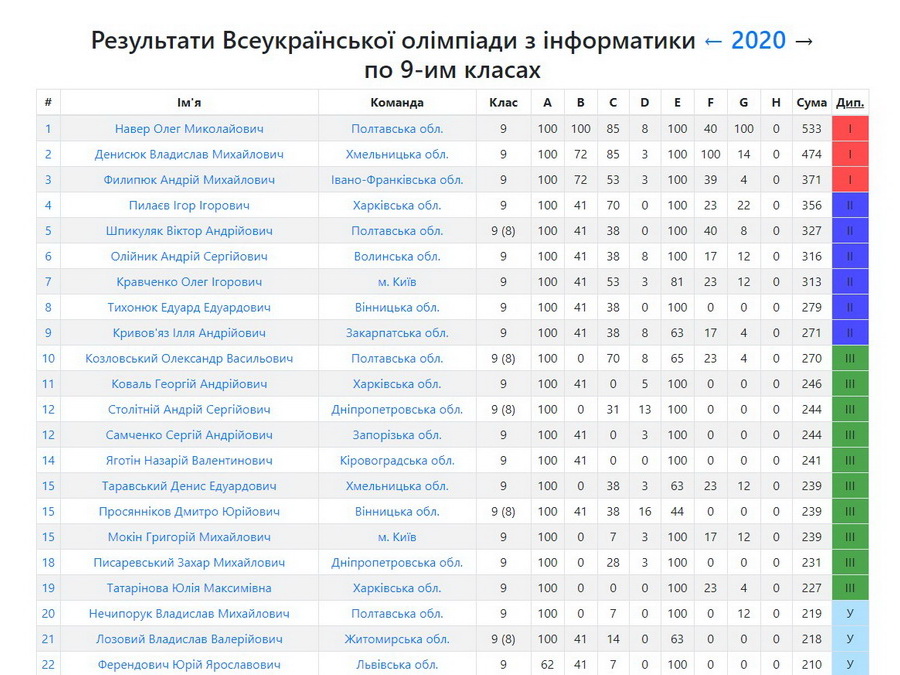 Результати Всеукраїнської олімпіади з інформатики ← 2020 →
по 9-им класах
# Ім'я Команда Клас A B C D E F G H Сума Дип.
1 Навер Олег Миколайович Полтавська обл. 9 100 100 85 8 100 40 100 0 533 I
2 Денисюк Владислав Михайлович Хмельницька обл. 9 100 72 85 3 100 100 14 0 474 I
3 Филипюк Андрій Михайлович Івано-Франківська обл. 9 100 72 53 3 100 39 4 0 371 I
4 Пилаєв Ігор Ігорович Харківська обл. 9 100 41 70 0 100 23 22 0 356 II
5 Шпикуляк Віктор Андрійович Полтавська обл. 9 (8) 100 41 38 0 100 40 8 0 327 II
6 Олійник Андрій Сергійович Волинська обл. 9 100 41 38 8 100 17 12 0 316 II
7 Кравченко Олег Ігорович м. Київ 9 100 41 53 3 81 23 12 0 313 II
8 Тихонюк Едуард Едуардович Вінницька обл. 9 100 41 38 0 100 0 0 0 279 II
9 Кривов'яз Ілля Андрійович Закарпатська обл. 9 100 41 38 8 63 17 4 0 271 II
10 Козловський Олександр Васильович Полтавська обл. 9 (8) 100 0 70 8 65 23 4 0 270 III
11 Коваль Георгій Андрійович Харківська обл. 9 100 41 0 5 100 0 0 0 246 III
12 Столітній Андрій Сергійович Дніпропетровська обл. 9 (8) 100 0 31 13 100 0 0 0 244 III
12 Самченко Сергій Андрійович Запорізька обл. 9 100 41 0 3 100 0 0 0 244 III
14 Яготін Назарій Валентинович Кіровоградська обл. 9 100 41 0 0 100 0 0 0 241 III
15 Таравський Денис Едуардович Хмельницька обл. 9 100 0 38 3 63 23 12 0 239 III
15 Просянніков Дмитро Юрійович Вінницька обл. 9 (8) 100 41 38 16 44 0 0 0 239 III
15 Мокін Григорій Михайлович м. Київ 9 100 0 7 3 100 17 12 0 239 III
18 Писаревський Захар Михайлович Дніпропетровська обл. 9 100 0 28 3 100 0 0 0 231 III
19 Татарінова Юлія Максимівна Харківська обл. 9 100 0 0 0 100 23 4 0 227 III
20 Нечипорук Владислав Михайлович Полтавська обл. 9 100 0 7 0 100 0 12 0 219 У
21 Лозовий Владислав Валерійович Житомирська обл. 9 (8) 100 41 14 0 63 0 0 0 218 У
22 Ферендович Юрій Ярославович Львівська обл. 9 62 41 7 0 100 0 0 0 210 У